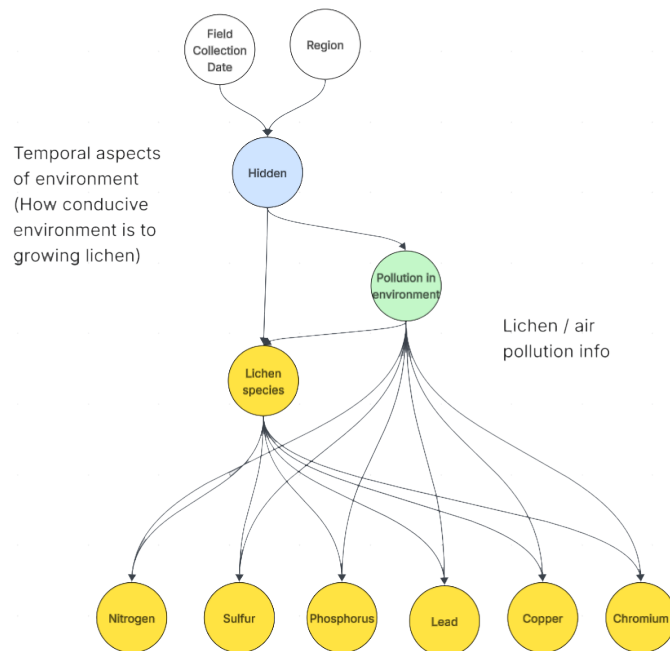 Field
Collection
Date
Region
Temporal aspects
of environment
(How conducive
environment is to
growing lichen)
Hidden
Pollution in
environment
Lichen / air
pollution info
Lichen
species
Nitrogen
Sulfur
Phosphorus
Lead
Copper
Chromium